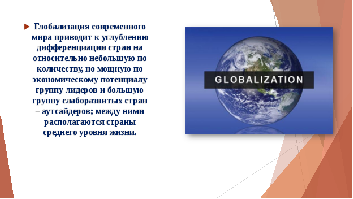 Глобализация современного
мира приводит к углублению
дифференциации стран на
относительно небольшую по
количеству, но мощную по
экономическому потенциалу
группу лидеров и большую
группу слаборазвитых стран
– аутсайдеров; между ними
располагаются страны
среднего уровня жизни.
GLOBALIZATION